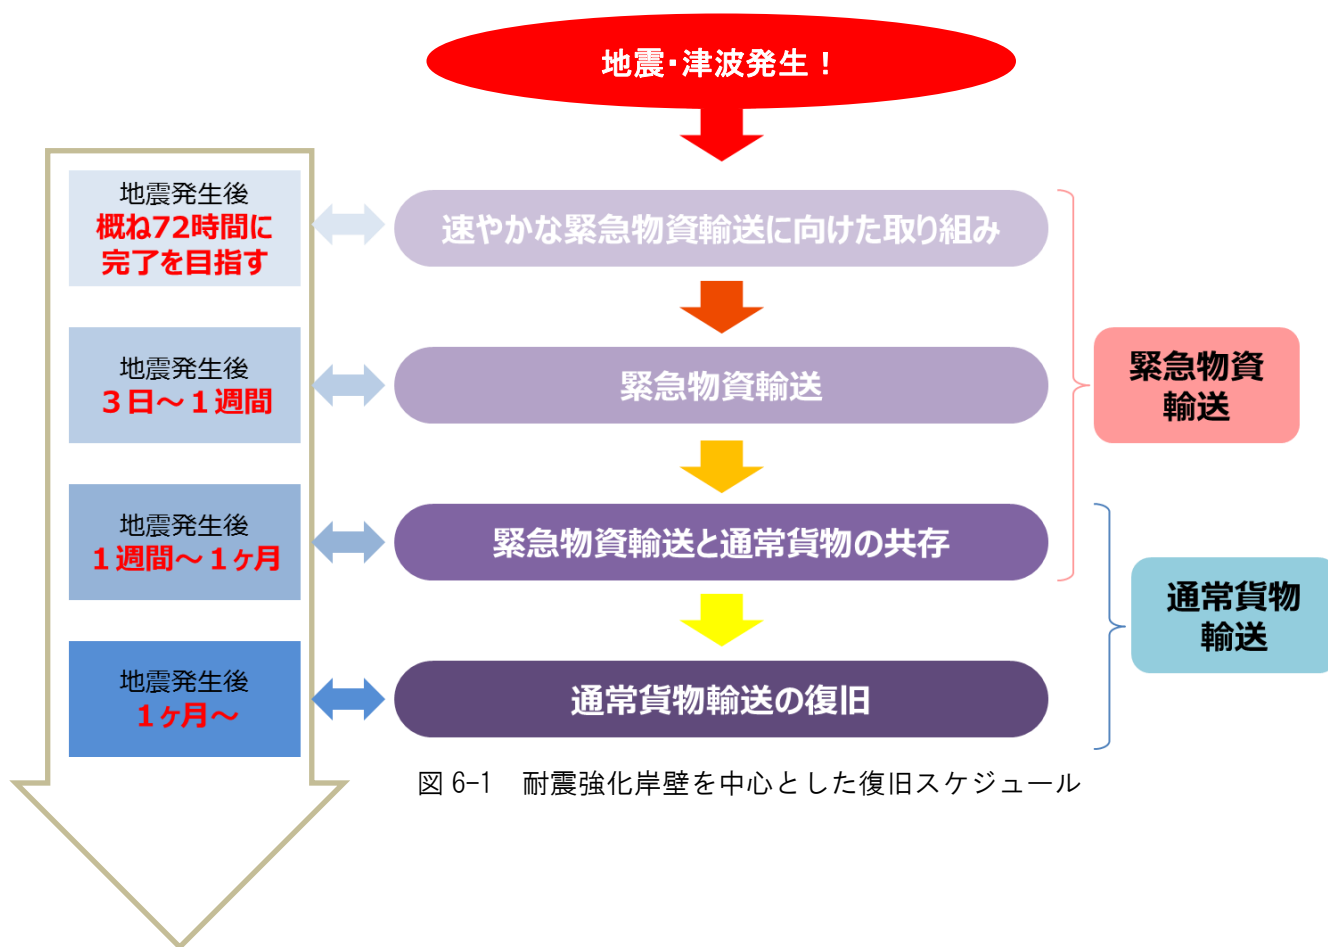 地震・津波発生！
地震発生後
概ね72時間に
完了を目指す
速やかな緊急物資輸送に向けた取り組み
地震発生後
３日～１週間
緊急物資輸送
緊急物資
輸送
地震発生後
１週間～１ヶ月
緊急物資輸送と通常貨物の共存
通常貨物
輸送
地震発生後
１ヶ月～
通常貨物輸送の復旧
図 6-1　耐震強化岸壁を中心とした復旧スケジュール